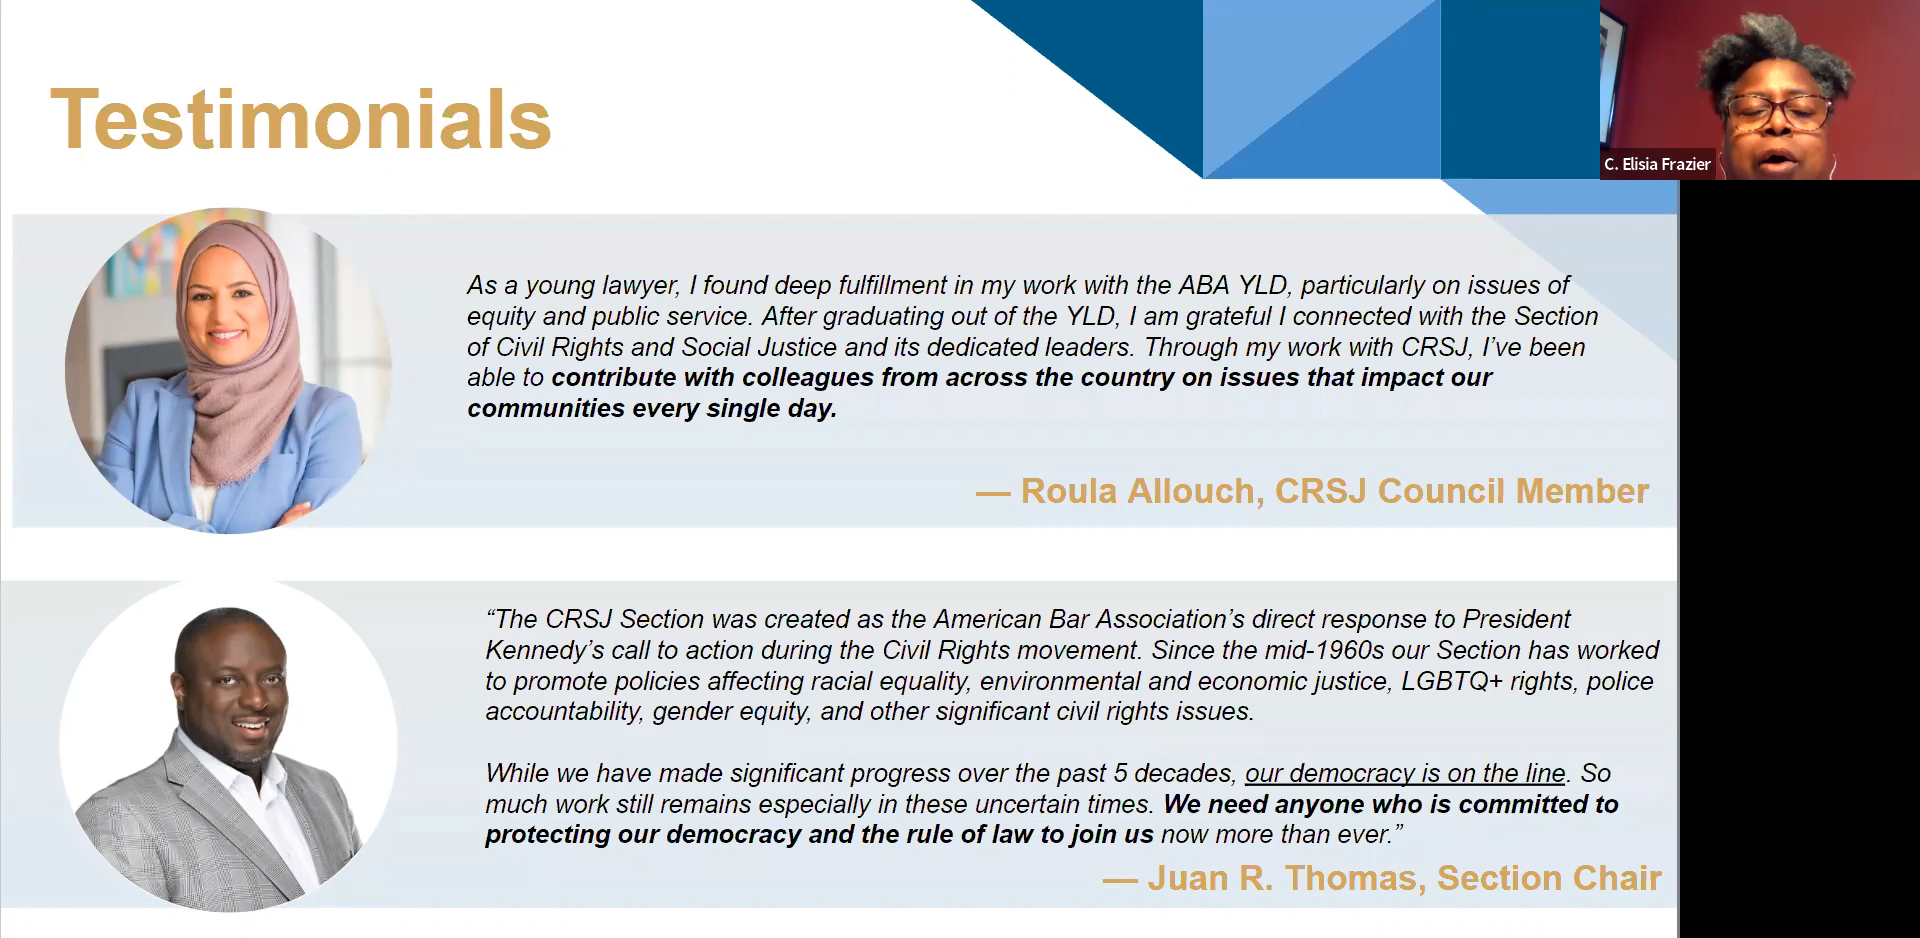 Testimonials
C. Elisia Frazier
As a young lawyer, I found deep fulfillment in my work with the ABA YLD, particularly on issues of
equity and public service. After graduating out of the YLD, I am grateful I connected with the Section
of Civil Rights and Social Justice and its dedicated leaders. Through my work with CRSJ, I’ve been
able to contribute with colleagues from across the country on issues that impact our
communities every single day.
— Roula Allouch, CRSJ Council Member
“The CRSJ Section was created as the American Bar Association’s direct response to President
Kennedy’s call to action during the Civil Rights movement. Since the mid-1960s our Section has worked
to promote policies affecting racial equality, environmental and economic justice, LGBTQ+ rights, police
accountability, gender equity, and other significant civil rights issues.
While we have made significant progress over the past 5 decades, our democracy is on the line. So
much work still remains especially in these uncertain times. We need anyone who is committed to
protecting our democracy and the rule of law to join us now more than ever.”
— Juan R. Thomas, Section Chair